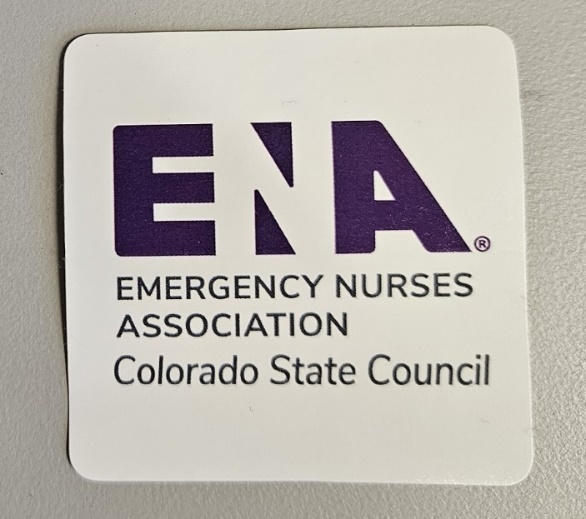 ENA®
EMERGENCY NURSES
ASSOCIATION
Colorado State Council